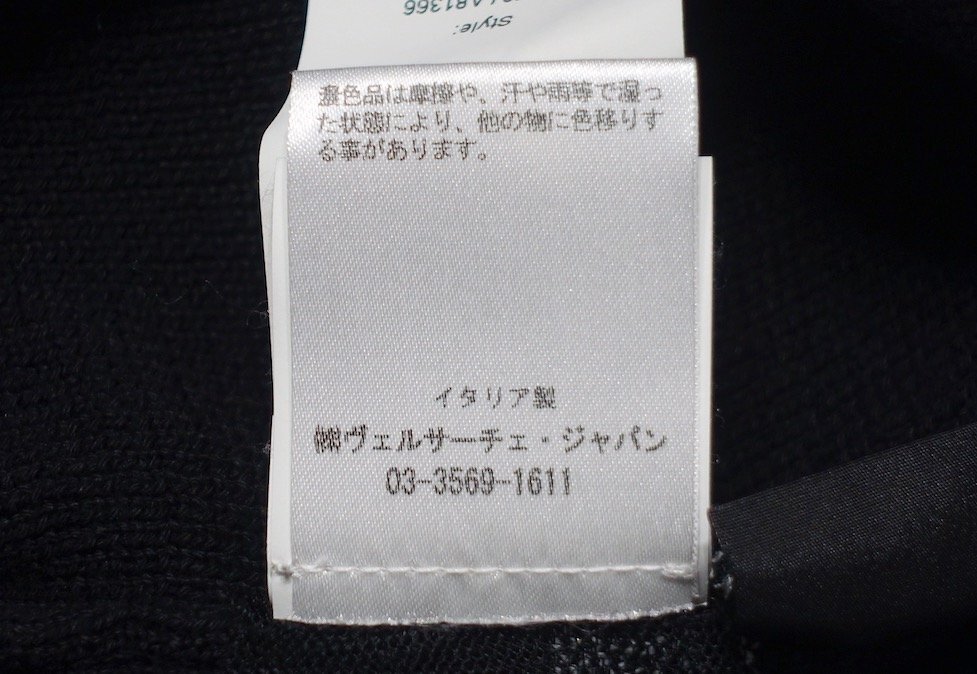 Style:
A81366
濃色品は摩擦や、汗や雨等で湿っ
た状態により、他の物に色移りす
る事があります。
イタリア製
㈱ヴェルサーチェ・ジャパン
03-3569-1611